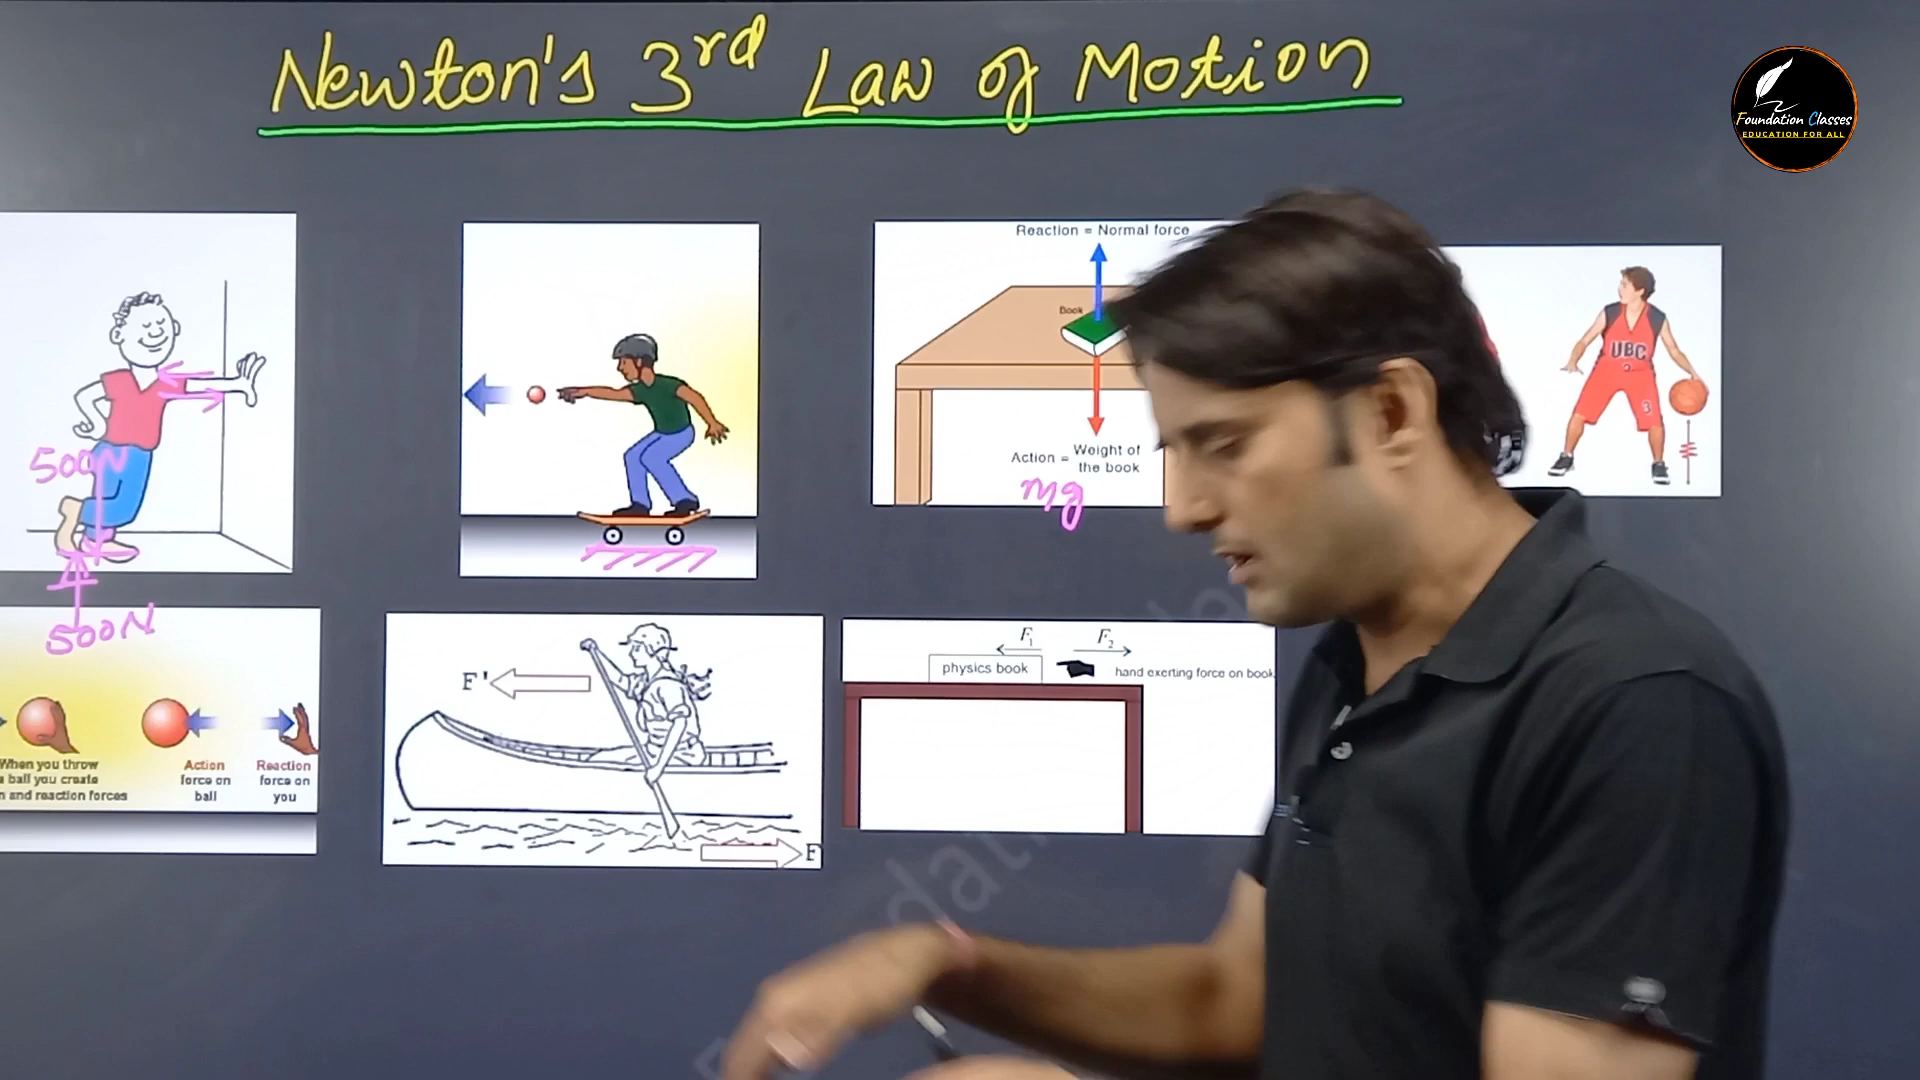 Newton's 3rd Law of Motion
Foundation Classes
EDUCATION FOR ALL
500N
500N
Reaction = Normal force
Book
Action = Weight of the book
mg
UBC
3
When you throw
a ball you create
and reaction forces
Action
force on
ball
Reaction
force on
you
F'
F
F1
F2
physics book
hand exerting force on book